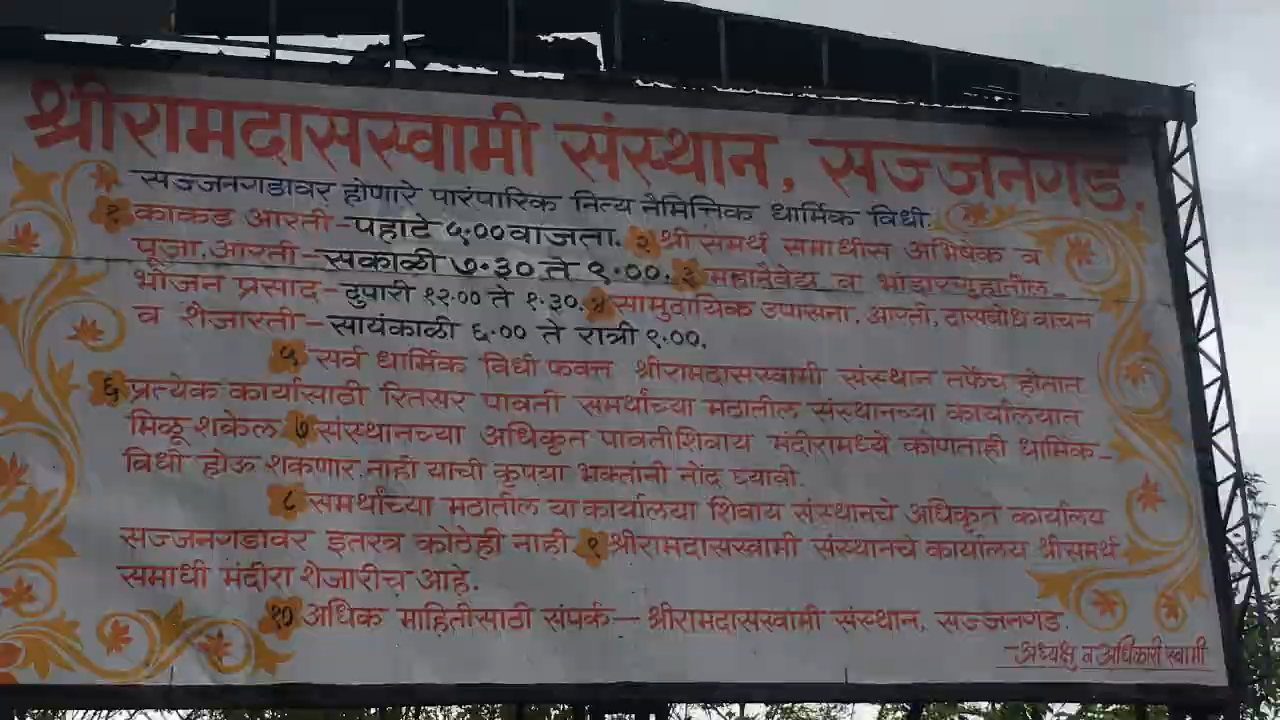 श्रीरामदासस्वामी संस्थान, सज्जनगड.
सज्जनगडावर होणारे पारंपारिक नित्य नैमित्तिक धार्मिक विधी.
१ काकड आरती-पहाटे ५.०० वाजता. २ श्री समर्थ समाधीस अभिषेक व
पूजा. आरती-सकाळी ७.३० ते ९.००. ३ महानैवेद्य वा भांडारगृहातील
भोजन प्रसाद-दुपारी १२.०० ते १.३०. ४ सामुदायिक उपासना. आरती, दासबोध वाचन
व शेजारती-सायंकाळी ६.०० ते रात्री ९.००.
५ सर्व धार्मिक विधी फक्त श्रीरामदासस्वामी संस्थान तर्फेच होतात
६ प्रत्येक कार्यासाठी रितसर पावती समर्थांच्या मठातील संस्थानच्या कार्यालयात
मिळू शकेल. ७ संस्थानच्या अधिकृत पावतीशिवाय मंदीरामध्ये कोणताही धार्मिक-
विधी होऊ शकणार नाही याची कृपया भक्तांनी नोंद घ्यावी.
८ समर्थांच्या मठातील या कार्यालया शिवाय संस्थानचे अधिकृत कार्यालय
सज्जनगडावर इतरत्र कोठेही नाही. ९ श्रीरामदासस्वामी संस्थानचे कार्यालय श्रीसमर्थ
समाधी मंदीरा शेजारीच आहे.
१० अधिक माहितीसाठी संपर्क- श्रीरामदासस्वामी संस्थान, सज्जनगड.
-अध्यक्ष व अधिकारी स्वामी